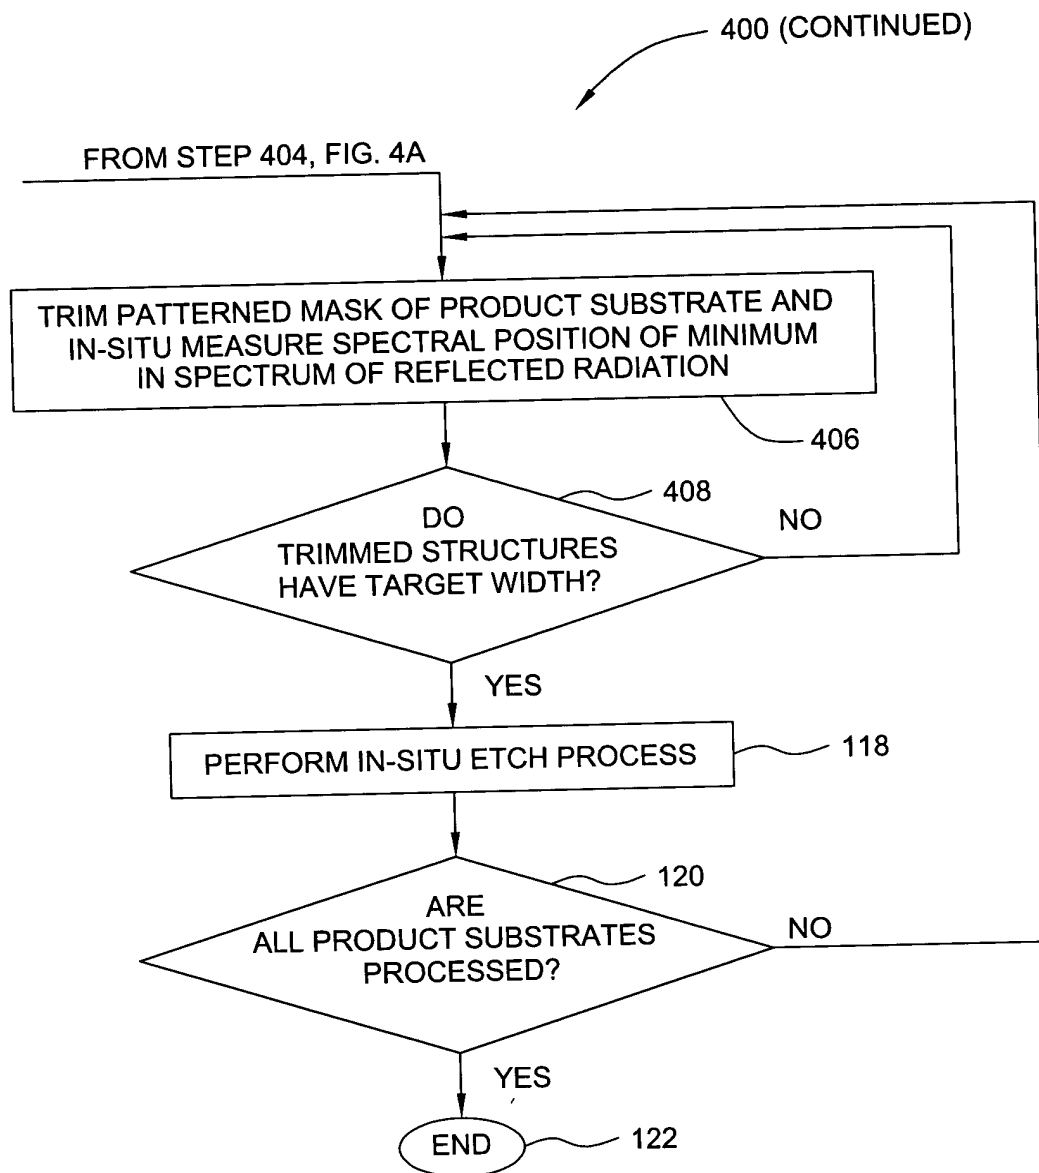 400 (CONTINUED)
FROM STEP 404, FIG. 4A
TRIM PATTERNED MASK OF PRODUCT SUBSTRATE AND
IN-SITU MEASURE SPECTRAL POSITION OF MINIMUM
IN SPECTRUM OF REFLECTED RADIATION
406
408
DO
TRIMMED STRUCTURES
HAVE TARGET WIDTH?
NO
YES
PERFORM IN-SITU ETCH PROCESS
118
120
ARE
ALL PRODUCT SUBSTRATES
PROCESSED?
NO
YES
END
122